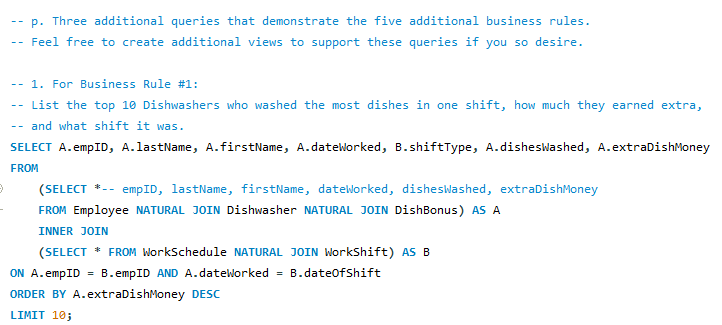 -- p. Three additional queries that demonstrate the five additional business rules.
-- Feel free to create additional views to support these queries if you so desire.
-- 1. For Business Rule #1:
-- List the top 10 Dishwashers who washed the most dishes in one shift, how much they earned extra,
-- and what shift it was.
SELECT A.empID, A.lastName, A.firstName, A.dateWorked, B.shiftType, A.dishesWashed, A.extraDishMoney
FROM
(SELECT *-- empID, lastName, firstName, dateWorked, dishesWashed, extraDishMoney
FROM Employee NATURAL JOIN Dishwasher NATURAL JOIN DishBonus) AS A
INNER JOIN
(SELECT * FROM WorkSchedule NATURAL JOIN WorkShift) AS B
ON A.empID = B.empID AND A.dateWorked = B.dateOfShift
ORDER BY A.extraDishMoney DESC
LIMIT 10;